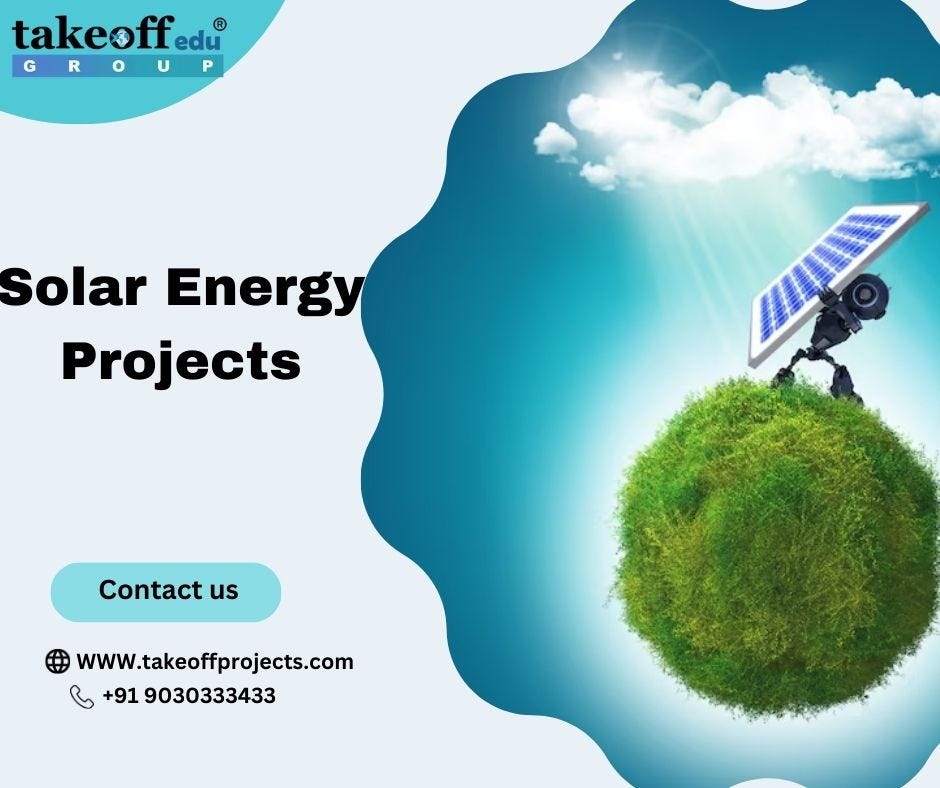 takeoff edu®
GROUP
Solar Energy
Projects
Contact us
WWW.takeoffprojects.com
+91 9030333433